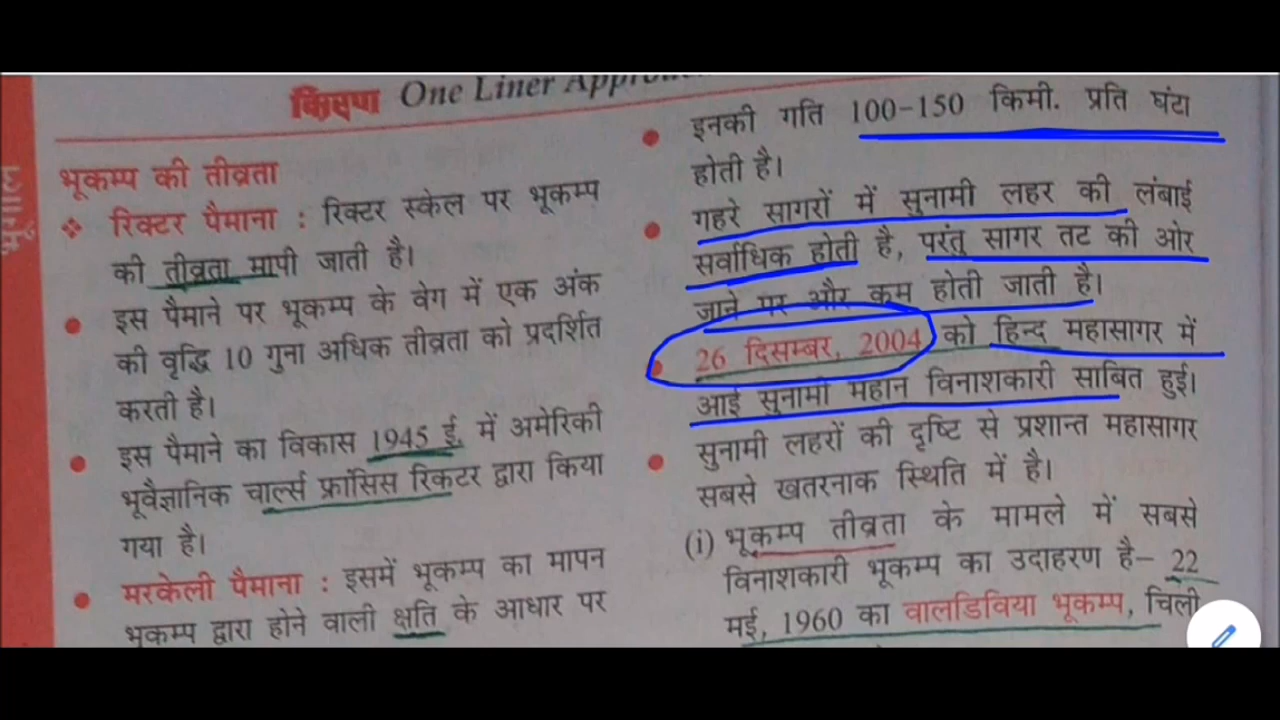 किरण One Liner Approach
भूगोल
भूकम्प की तीव्रता
❖ रिक्टर पैमाना : रिक्टर स्केल पर भूकम्प
की तीव्रता मापी जाती है।
• इस पैमाने पर भूकम्प के वेग में एक अंक
की वृद्धि 10 गुना अधिक तीव्रता को प्रदर्शित
करती है।
• इस पैमाने का विकास 1945 ई. में अमेरिकी
भूवैज्ञानिक चार्ल्स फ्रांसिस रिक्टर द्वारा किया
गया है।
• मरकेली पैमाना : इसमें भूकम्प का मापन
भूकम्प द्वारा होने वाली क्षति के आधार पर
• इनकी गति 100-150 किमी. प्रति घंटा
होती है।
• गहरे सागरों में सुनामी लहर की लंबाई
सर्वाधिक होती है, परंतु सागर तट की ओर
जाने पर और कम होती जाती है।
• 26 दिसम्बर, 2004 को हिन्द महासागर में
आई सुनामी महान विनाशकारी साबित हुई।
• सुनामी लहरों की दृष्टि से प्रशान्त महासागर
सबसे खतरनाक स्थिति में है।
(i) भूकम्प तीव्रता के मामले में सबसे
विनाशकारी भूकम्प का उदाहरण है– 22
मई, 1960 का वालडिविया भूकम्प, चिली